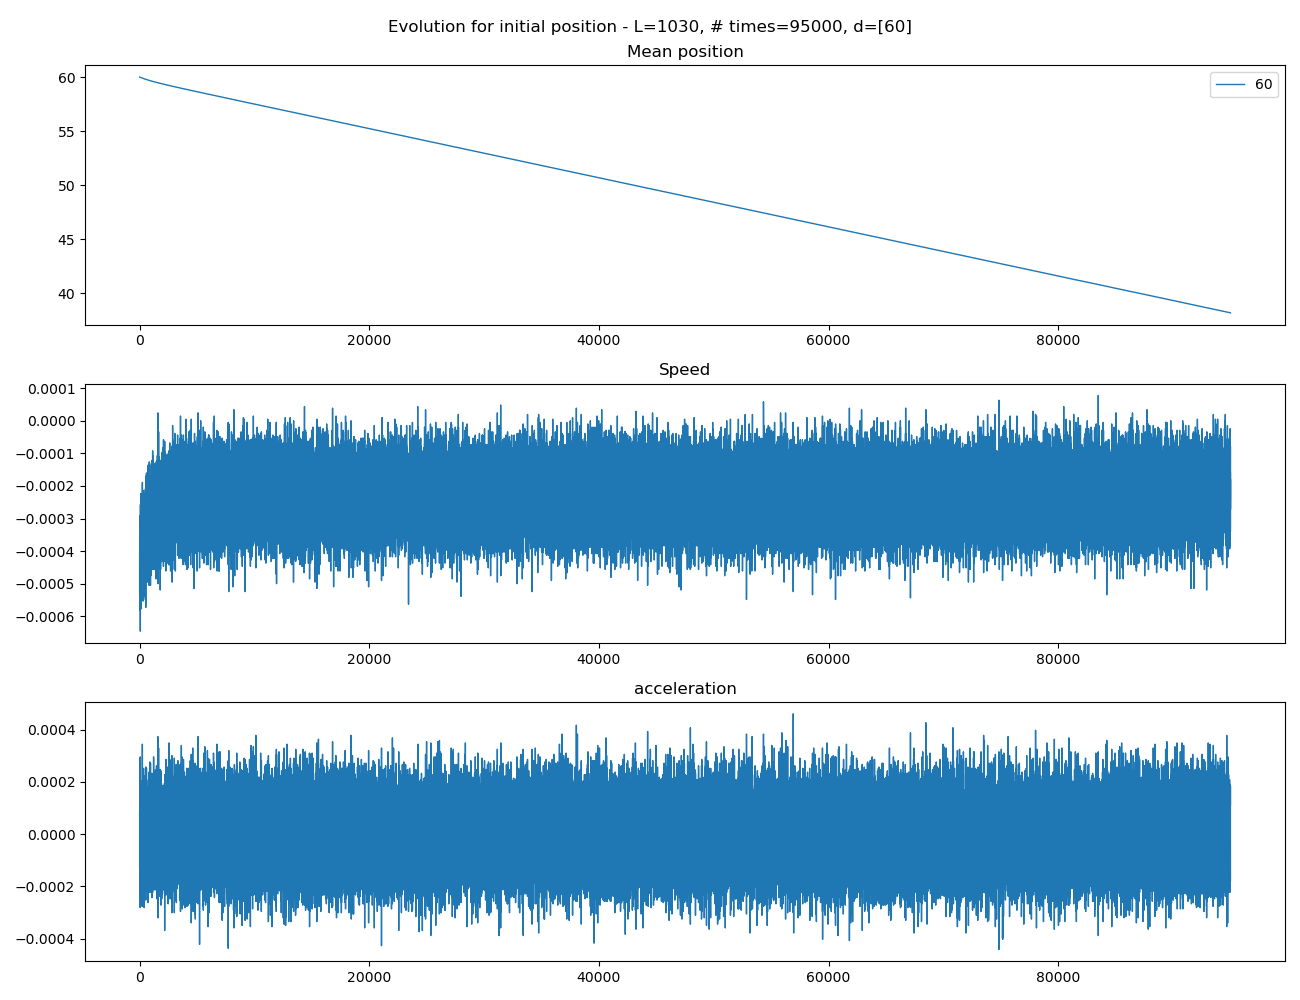 Evolution for initial position - L=1030, # times=95000, d=[60]
Mean position
60
60
55
50
45
40
0 20000 40000 60000 80000
Speed
0.0001
0.0000
−0.0001
−0.0002
−0.0003
−0.0004
−0.0005
−0.0006
0 20000 40000 60000 80000
acceleration
0.0004
0.0002
0.0000
−0.0002
−0.0004
0 20000 40000 60000 80000